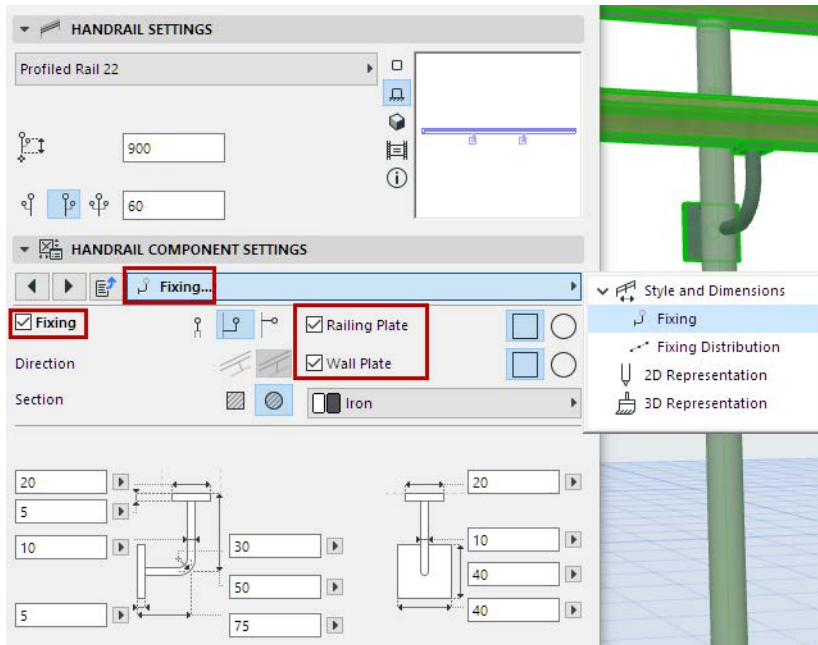 HANDRAIL SETTINGS
Profiled Rail 22
900
60
HANDRAIL COMPONENT SETTINGS
Fixing...
Fixing
Railing Plate
Direction
Wall Plate
Section
Iron
Style and Dimensions
Fixing
Fixing Distribution
2D Representation
3D Representation
20
5
10
5
30
50
75
20
10
40
40